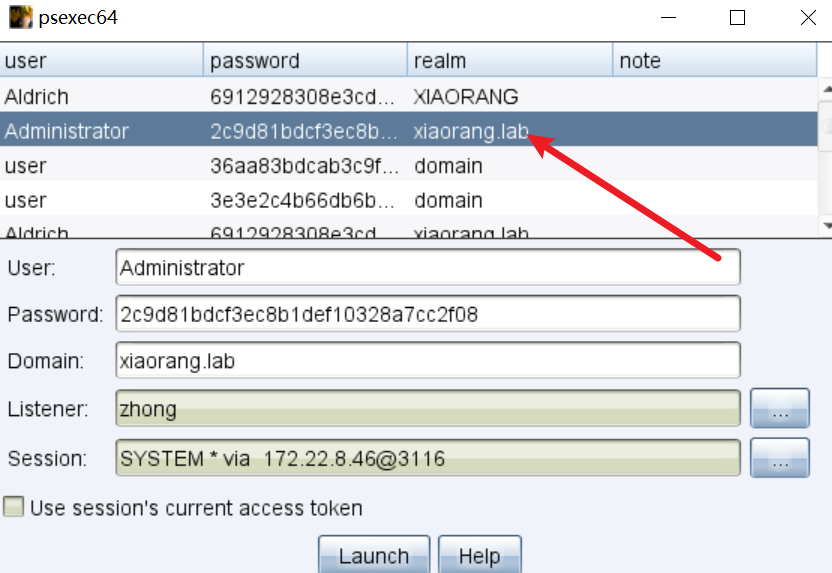 psexec64
user password realm note
Aldrich 6912928308e3cd... XIAORANG
Administrator 2c9d81bdcf3ec8b... xiaorang.lab
user 36aa83bdcab3c9f... domain
user 3e3e2c4b66db6b... domain
Aldrich 6912928308e3cd... xiaorang.lab
User: Administrator
Password: 2c9d81bdcf3ec8b1def10328a7cc2f08
Domain: xiaorang.lab
Listener: zhong ...
Session: SYSTEM * via 172.22.8.46@3116 ...
Use session's current access token
Launch Help